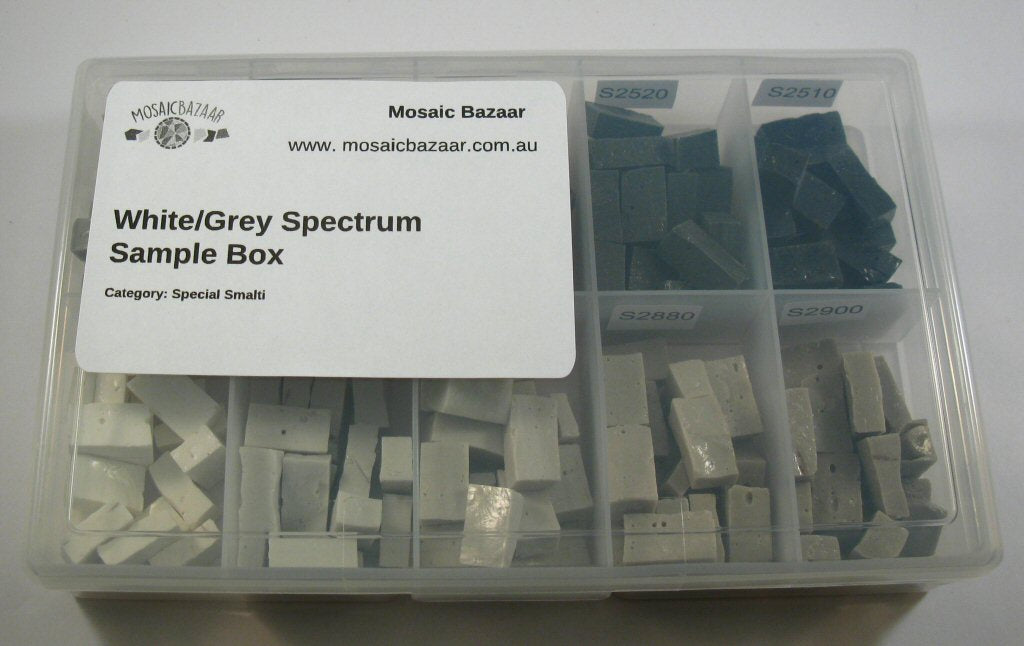 MOSAICBAZAAR
Mosaic Bazaar
www. mosaicbazaar.com.au
White/Grey Spectrum
Sample Box
Category: Special Smalti
S2520
S2510
S2880
S2900